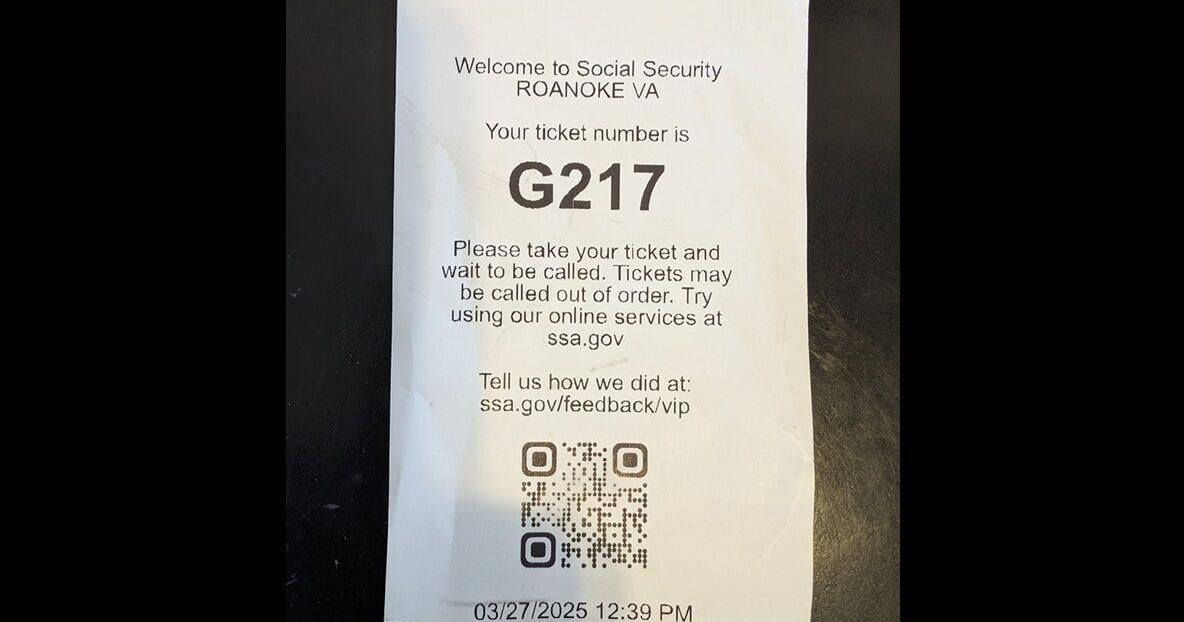 Welcome to Social Security
ROANOKE VA
Your ticket number is
G217
Please take your ticket and
wait to be called. Tickets may
be called out of order. Try
using our online services at
ssa.gov
Tell us how we did at:
ssa.gov/feedback/vip
03/27/2025 12:39 PM